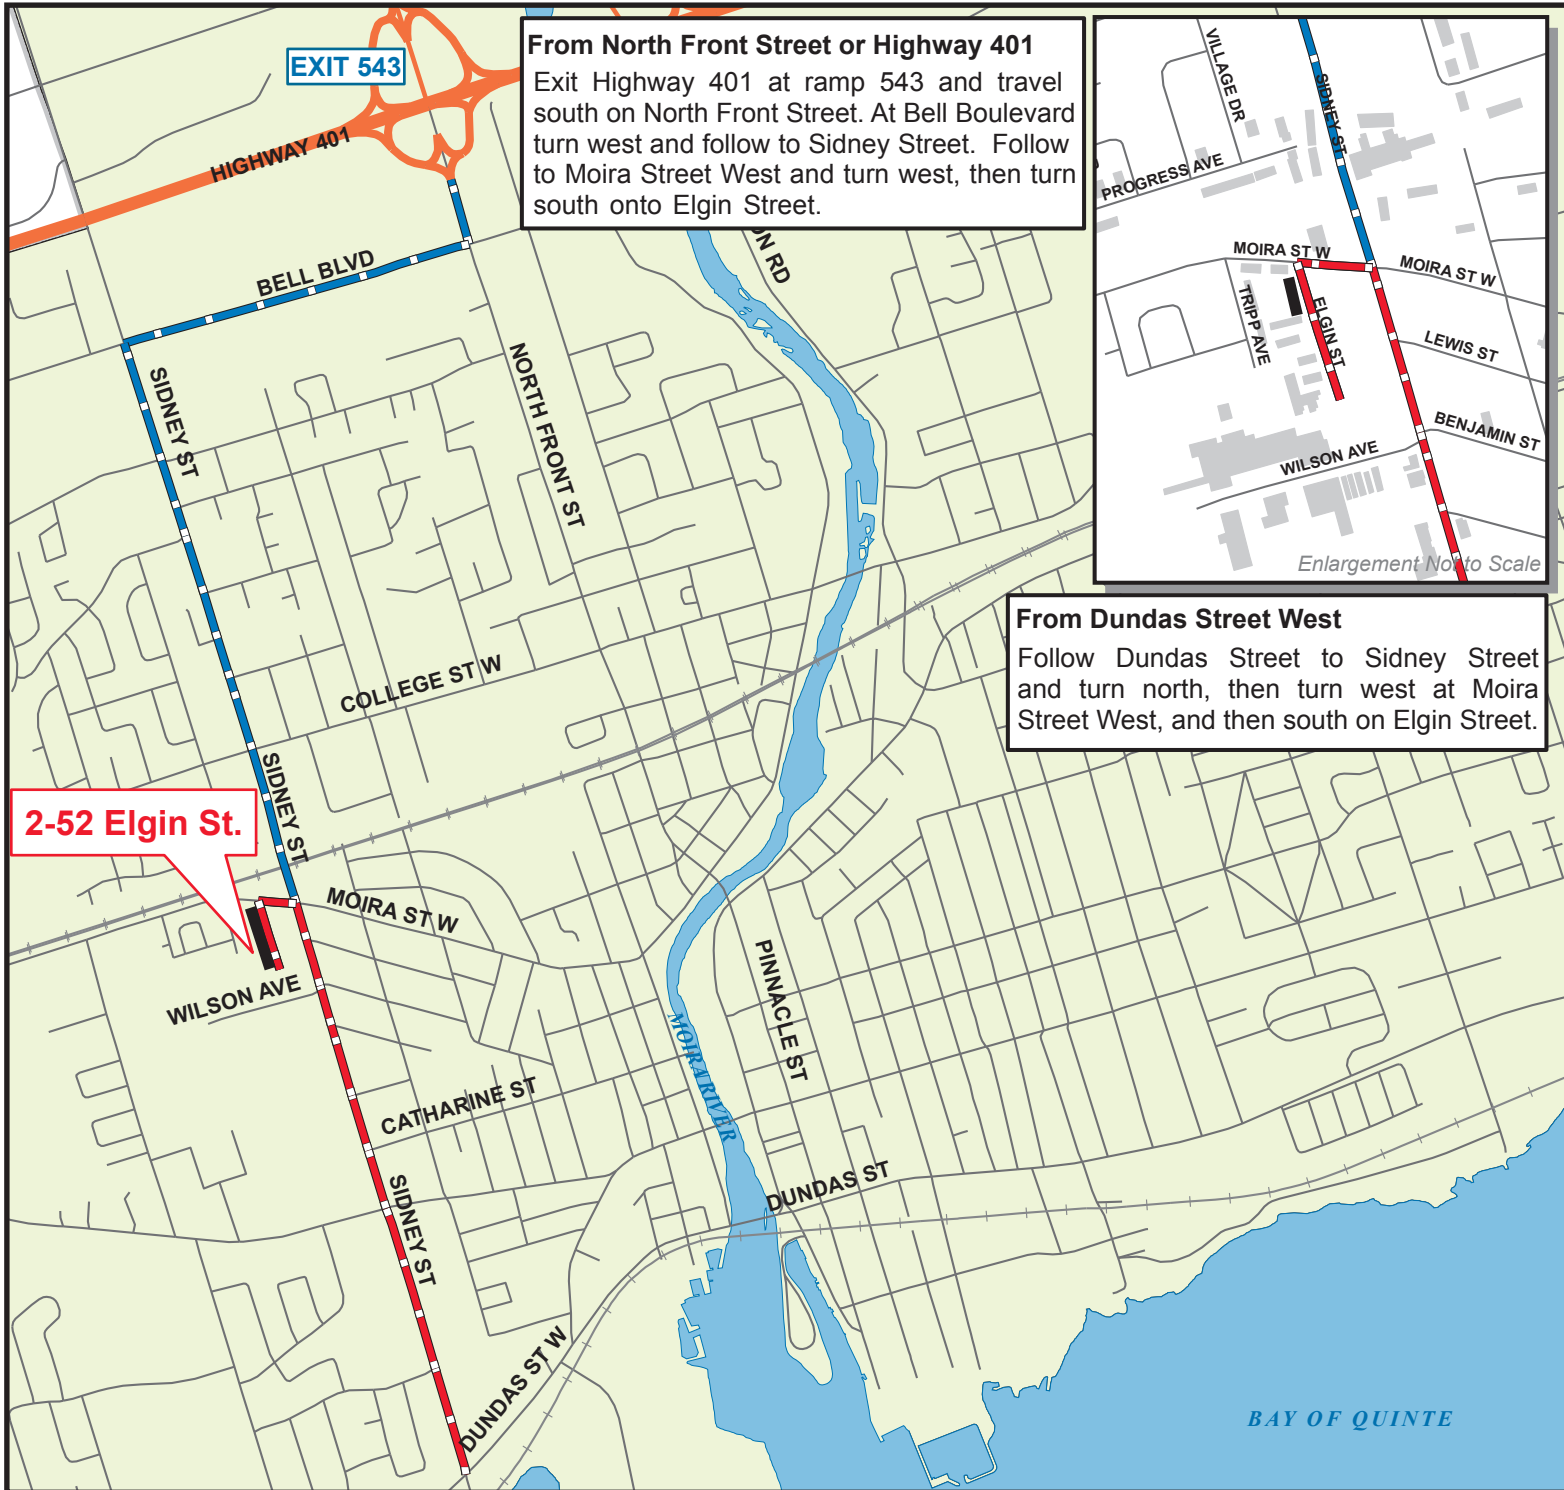 EXIT 543
HIGHWAY 401
From North Front Street or Highway 401
Exit Highway 401 at ramp 543 and travel
south on North Front Street. At Bell Boulevard
turn west and follow to Sidney Street. Follow
to Moira Street West and turn west, then turn
south onto Elgin Street.
VILLAGE DR
SIDNEY ST
PROGRESS AVE
MOIRA ST W
MOIRA ST W
TRIPP AVE
ELGIN ST
LEWIS ST
BENJAMIN ST
WILSON AVE
Enlargement Not to Scale
From Dundas Street West
Follow Dundas Street to Sidney Street
and turn north, then turn west at Moira
Street West, and then south on Elgin Street.
ON RD
BELL BLVD
SIDNEY ST
NORTH FRONT ST
COLLEGE ST W
SIDNEY ST
2-52 Elgin St.
MOIRA ST W
WILSON AVE
PINNACLE ST
MOIRA RIVER
CATHARINE ST
SIDNEY ST
DUNDAS ST
DUNDAS ST W
BAY OF QUINTE